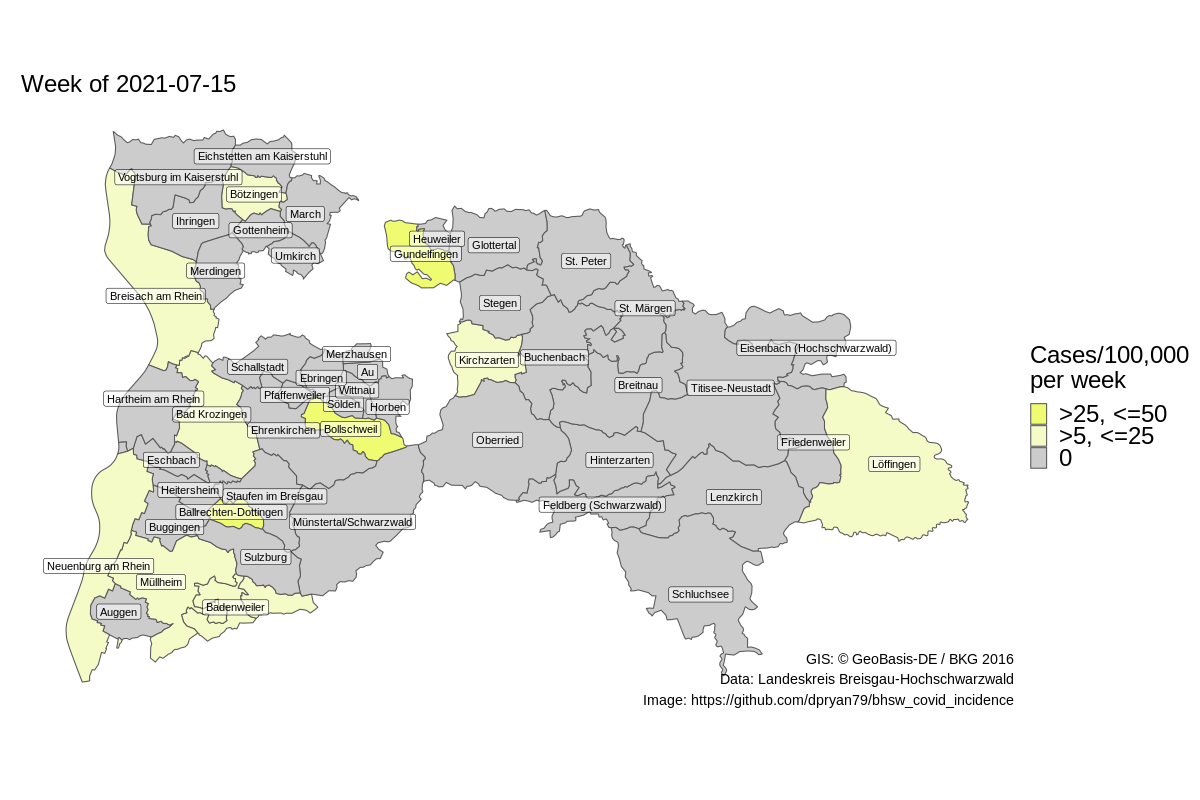 Week of 2021-07-15
Eichstetten am Kaiserstuhl
Vogtsburg im Kaiserstuhl
Bötzingen
March
Ihringen
Gottenheim
Umkirch
Merdingen
Breisach am Rhein
Heuweiler
Gundelfingen
Glottertal
St. Peter
Stegen
St. Märgen
Kirchzarten
Buchenbach
Breitnau
Titisee-Neustadt
Eisenbach (Hochschwarzwald)
Merzhausen
Schallstadt
Au
Ebringen
Wittnau
Pfaffenweiler
Sölden
Horben
Hartheim am Rhein
Bad Krozingen
Ehrenkirchen
Bollschweil
Oberried
Friedenweiler
Löffingen
Hinterzarten
Eschbach
Heitersheim
Staufen im Breisgau
Ballrechten-Dottingen
Buggingen
Münstertal/Schwarzwald
Feldberg (Schwarzwald)
Lenzkirch
Sulzburg
Neuenburg am Rhein
Müllheim
Badenweiler
Auggen
Schluchsee
Cases/100,000
per week
>25, <=50
>5, <=25
0
GIS: © GeoBasis-DE / BKG 2016
Data: Landeskreis Breisgau-Hochschwarzwald
Image: https://github.com/dpryan79/bhsw_covid_incidence